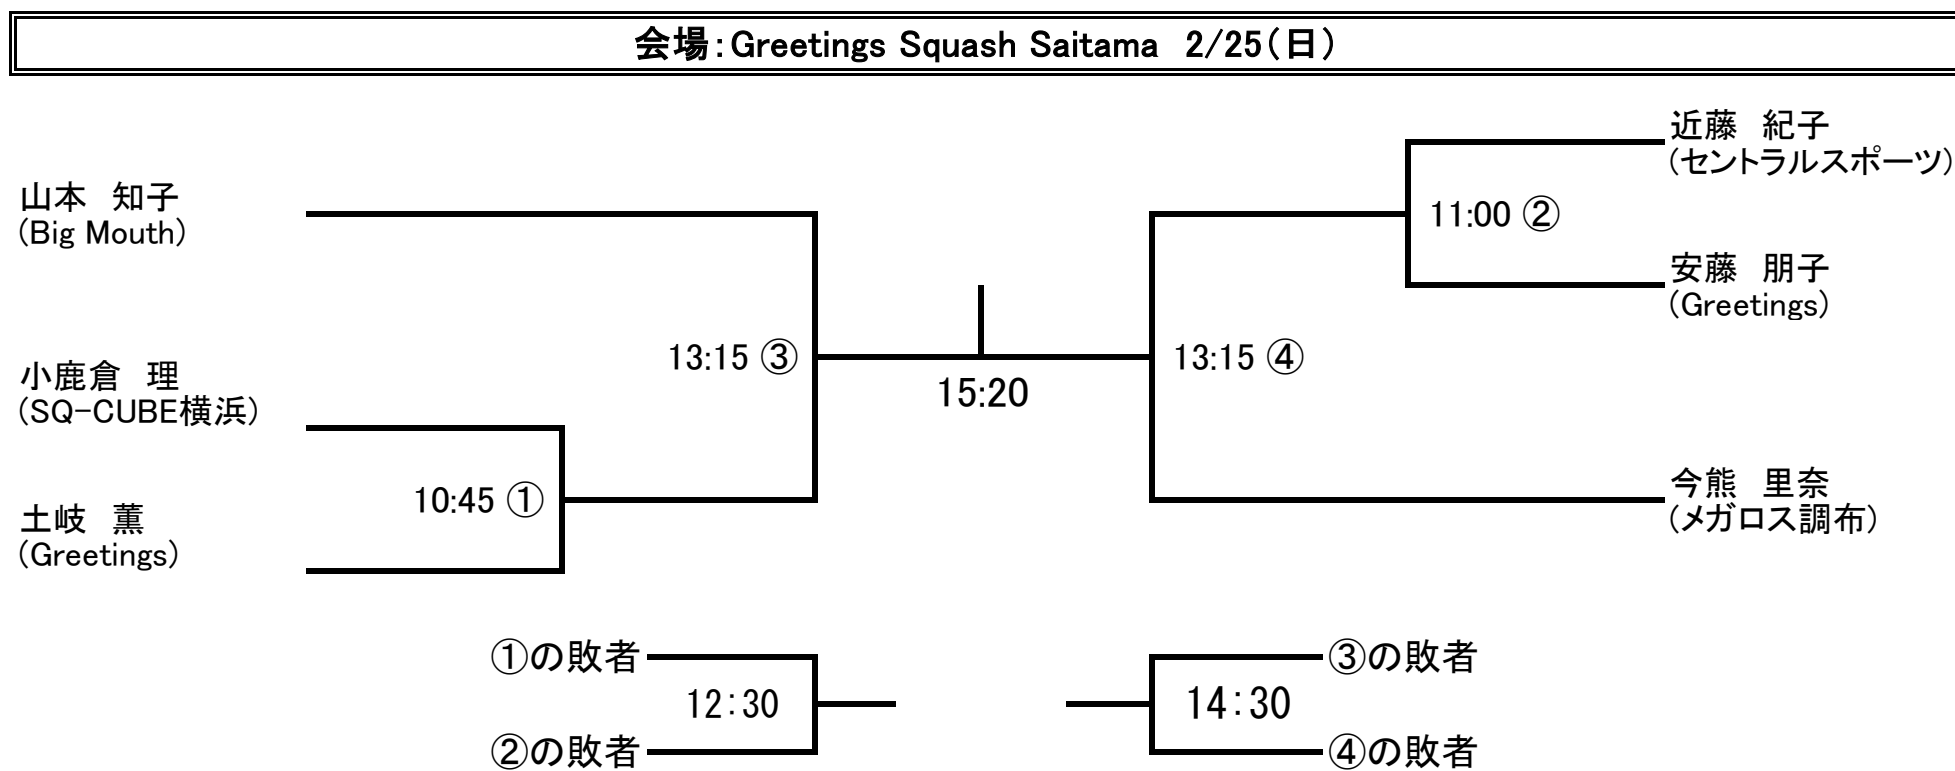 会場：Greetings Squash Saitama　2/25（日）
近藤　紀子
（セントラルスポーツ）
山本　知子
（Big Mouth）
11:00 ②
安藤　朋子
（Greetings）
13:15 ③
13:15 ④
小鹿倉　理
（SQ-CUBE横浜）
15:20
10:45 ①
今熊　里奈
（メガロス調布）
土岐　薫
（Greetings）
①の敗者
③の敗者
12：30
14：30
②の敗者
④の敗者